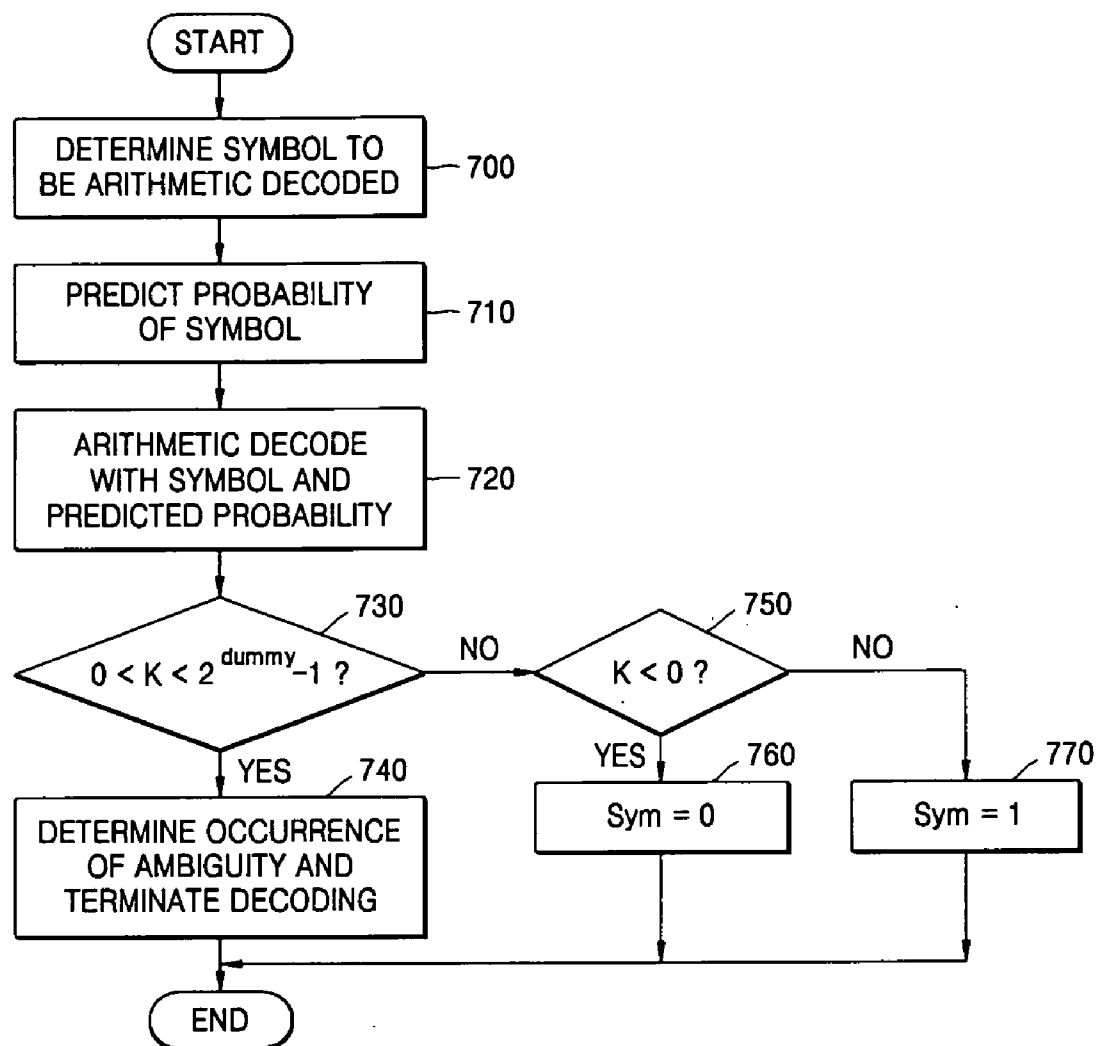 START
DETERMINE SYMBOL TO
BE ARITHMETIC DECODED
700
PREDICT PROBABILITY
OF SYMBOL
710
ARITHMETIC DECODE
WITH SYMBOL AND
PREDICTED PROBABILITY
720
730
0 < K < 2^dummy-1 ?
NO
750
K < 0 ?
NO
YES
740
DETERMINE OCCURRENCE
OF AMBIGUITY AND
TERMINATE DECODING
YES
760
Sym = 0
770
Sym = 1
END